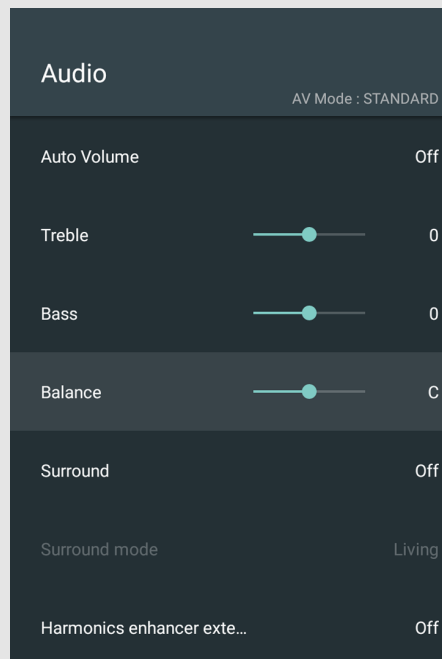 Audio
AV Mode : STANDARD
Auto Volume Off
Treble 0
Bass 0
Balance C
Surround Off
Surround mode Living
Harmonics enhancer exte... Off